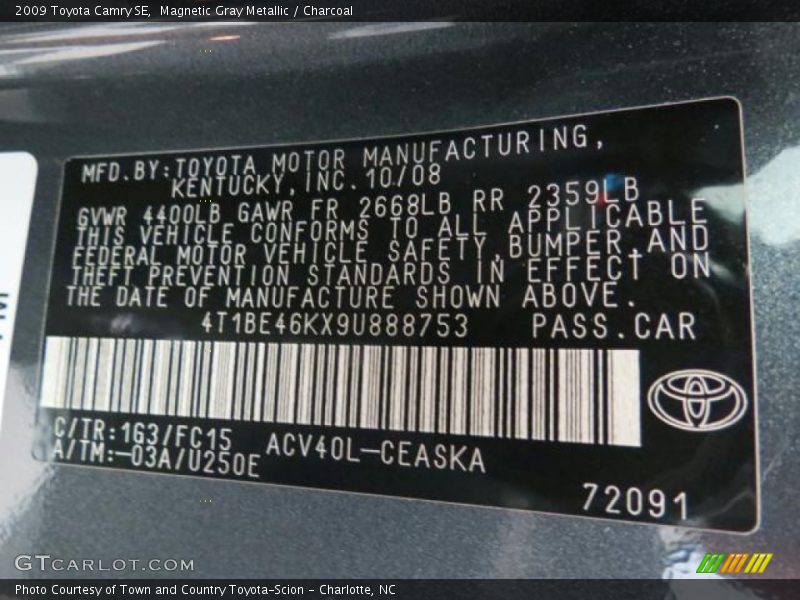 2009 Toyota Camry SE, Magnetic Gray Metallic / Charcoal
MFD.BY:TOYOTA MOTOR MANUFACTURING,
KENTUCKY,INC.10/08
GVWR 4400LB GAWR FR 2668LB RR 2359LB
THIS VEHICLE CONFORMS TO ALL APPLICABLE
FEDERAL MOTOR VEHICLE SAFETY,BUMPER,AND
THEFT PREVENTION STANDARDS IN EFFECT ON
THE DATE OF MANUFACTURE SHOWN ABOVE.
4T1BE46KX9U888753 PASS.CAR
C/TR:163/FC15 ACV40L-CEASKA
A/TM:-03A/U250E
72091
GTCARLOT.COM
Photo Courtesy of Town and Country Toyota-Scion - Charlotte, NC